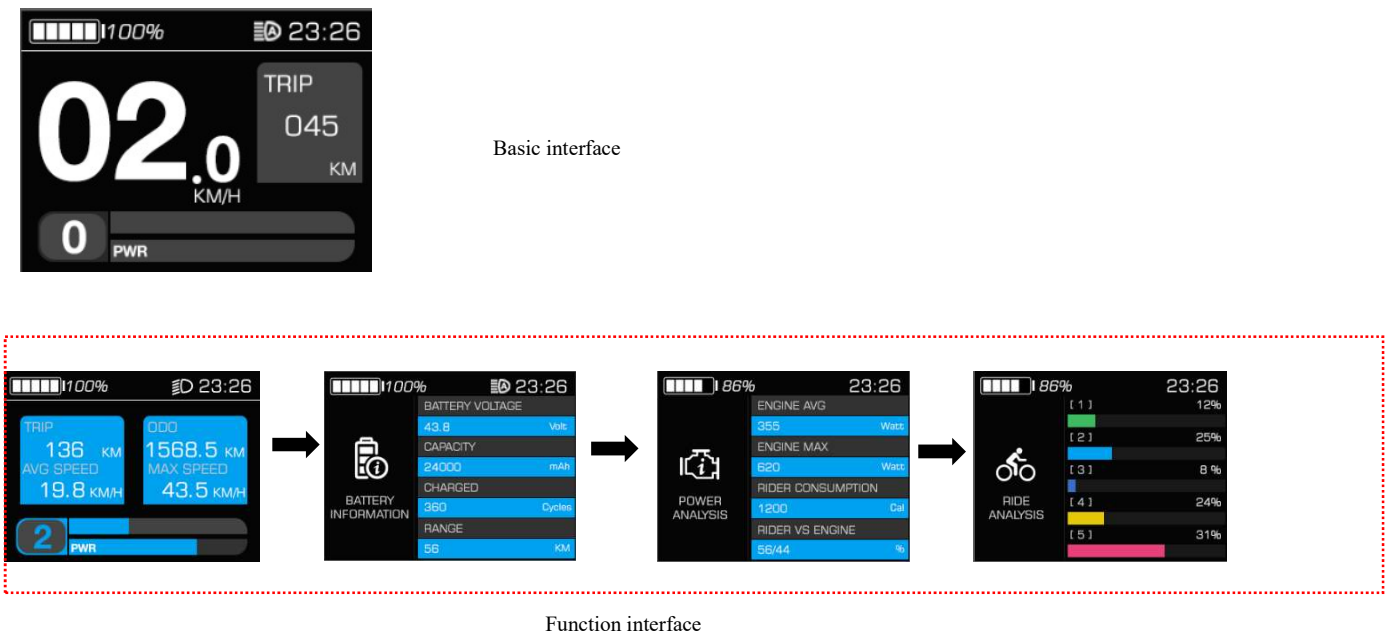 100% 23:26
02.0
KM/H
TRIP
045
KM
0
PWR
Basic interface
100% 23:26
TRIP
136 KM
AVG SPEED
19.8 KM/H
ODO
1568.5 KM
MAX SPEED
43.5 KM/H
2
PWR
100% 23:26
BATTERY
INFORMATION
BATTERY VOLTAGE
43.8 Volt
CAPACITY
24000 mAh
CHARGED
360 Cycles
RANGE
56 KM
86% 23:26
POWER
ANALYSIS
ENGINE AVG
355 Watt
ENGINE MAX
620 Watt
RIDER CONSUMPTION
1200 Cal
RIDER VS ENGINE
56/44 %
86% 23:26
RIDE
ANALYSIS
[1] 12%
[2] 25%
[3] 8 %
[4] 24%
[5] 31%
Function interface